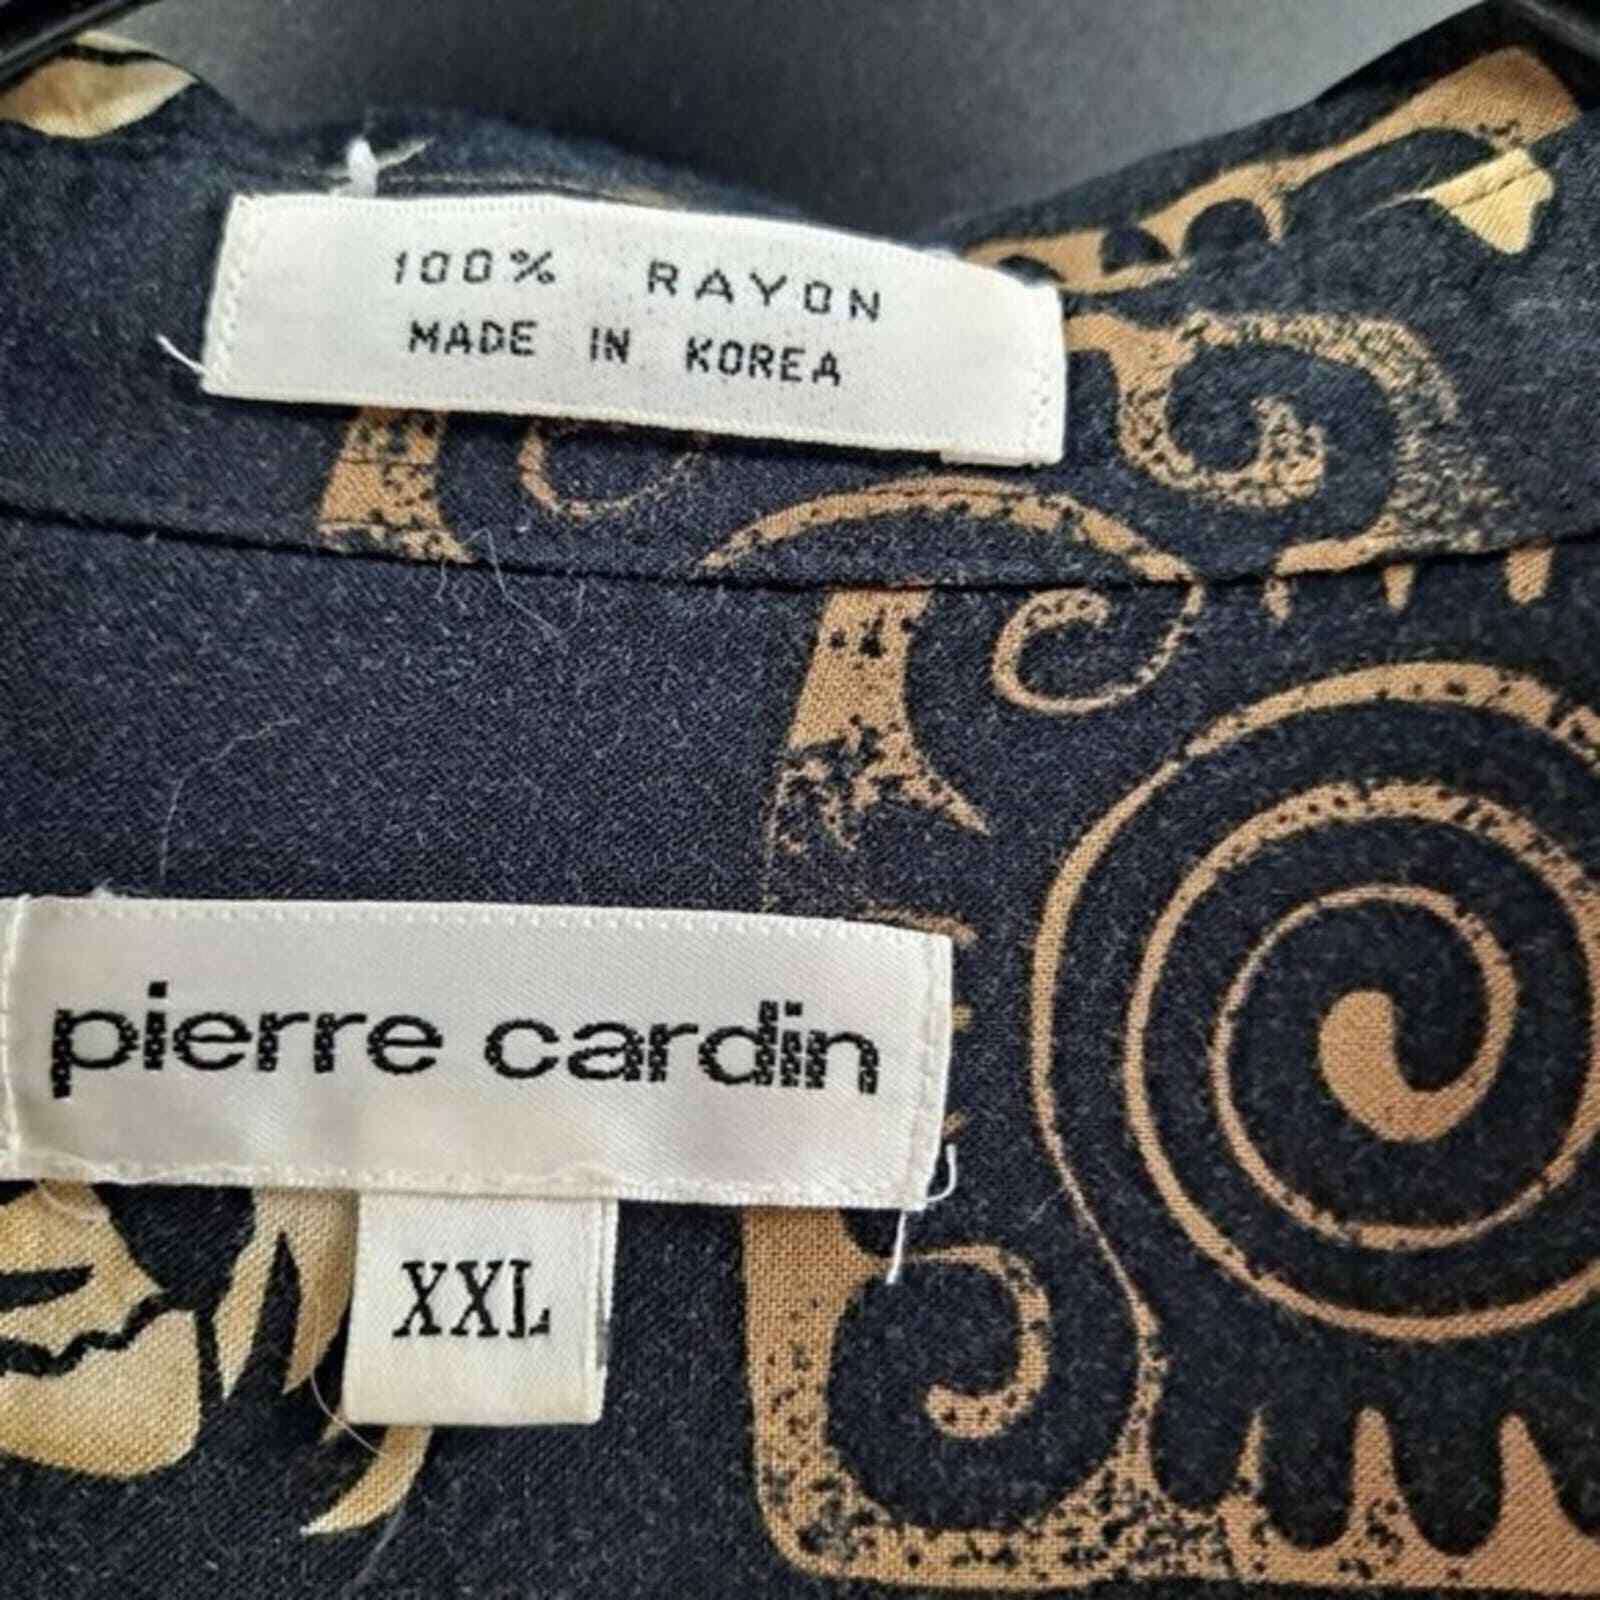 100% RAYON
MADE IN KOREA
pierre cardin
XXL